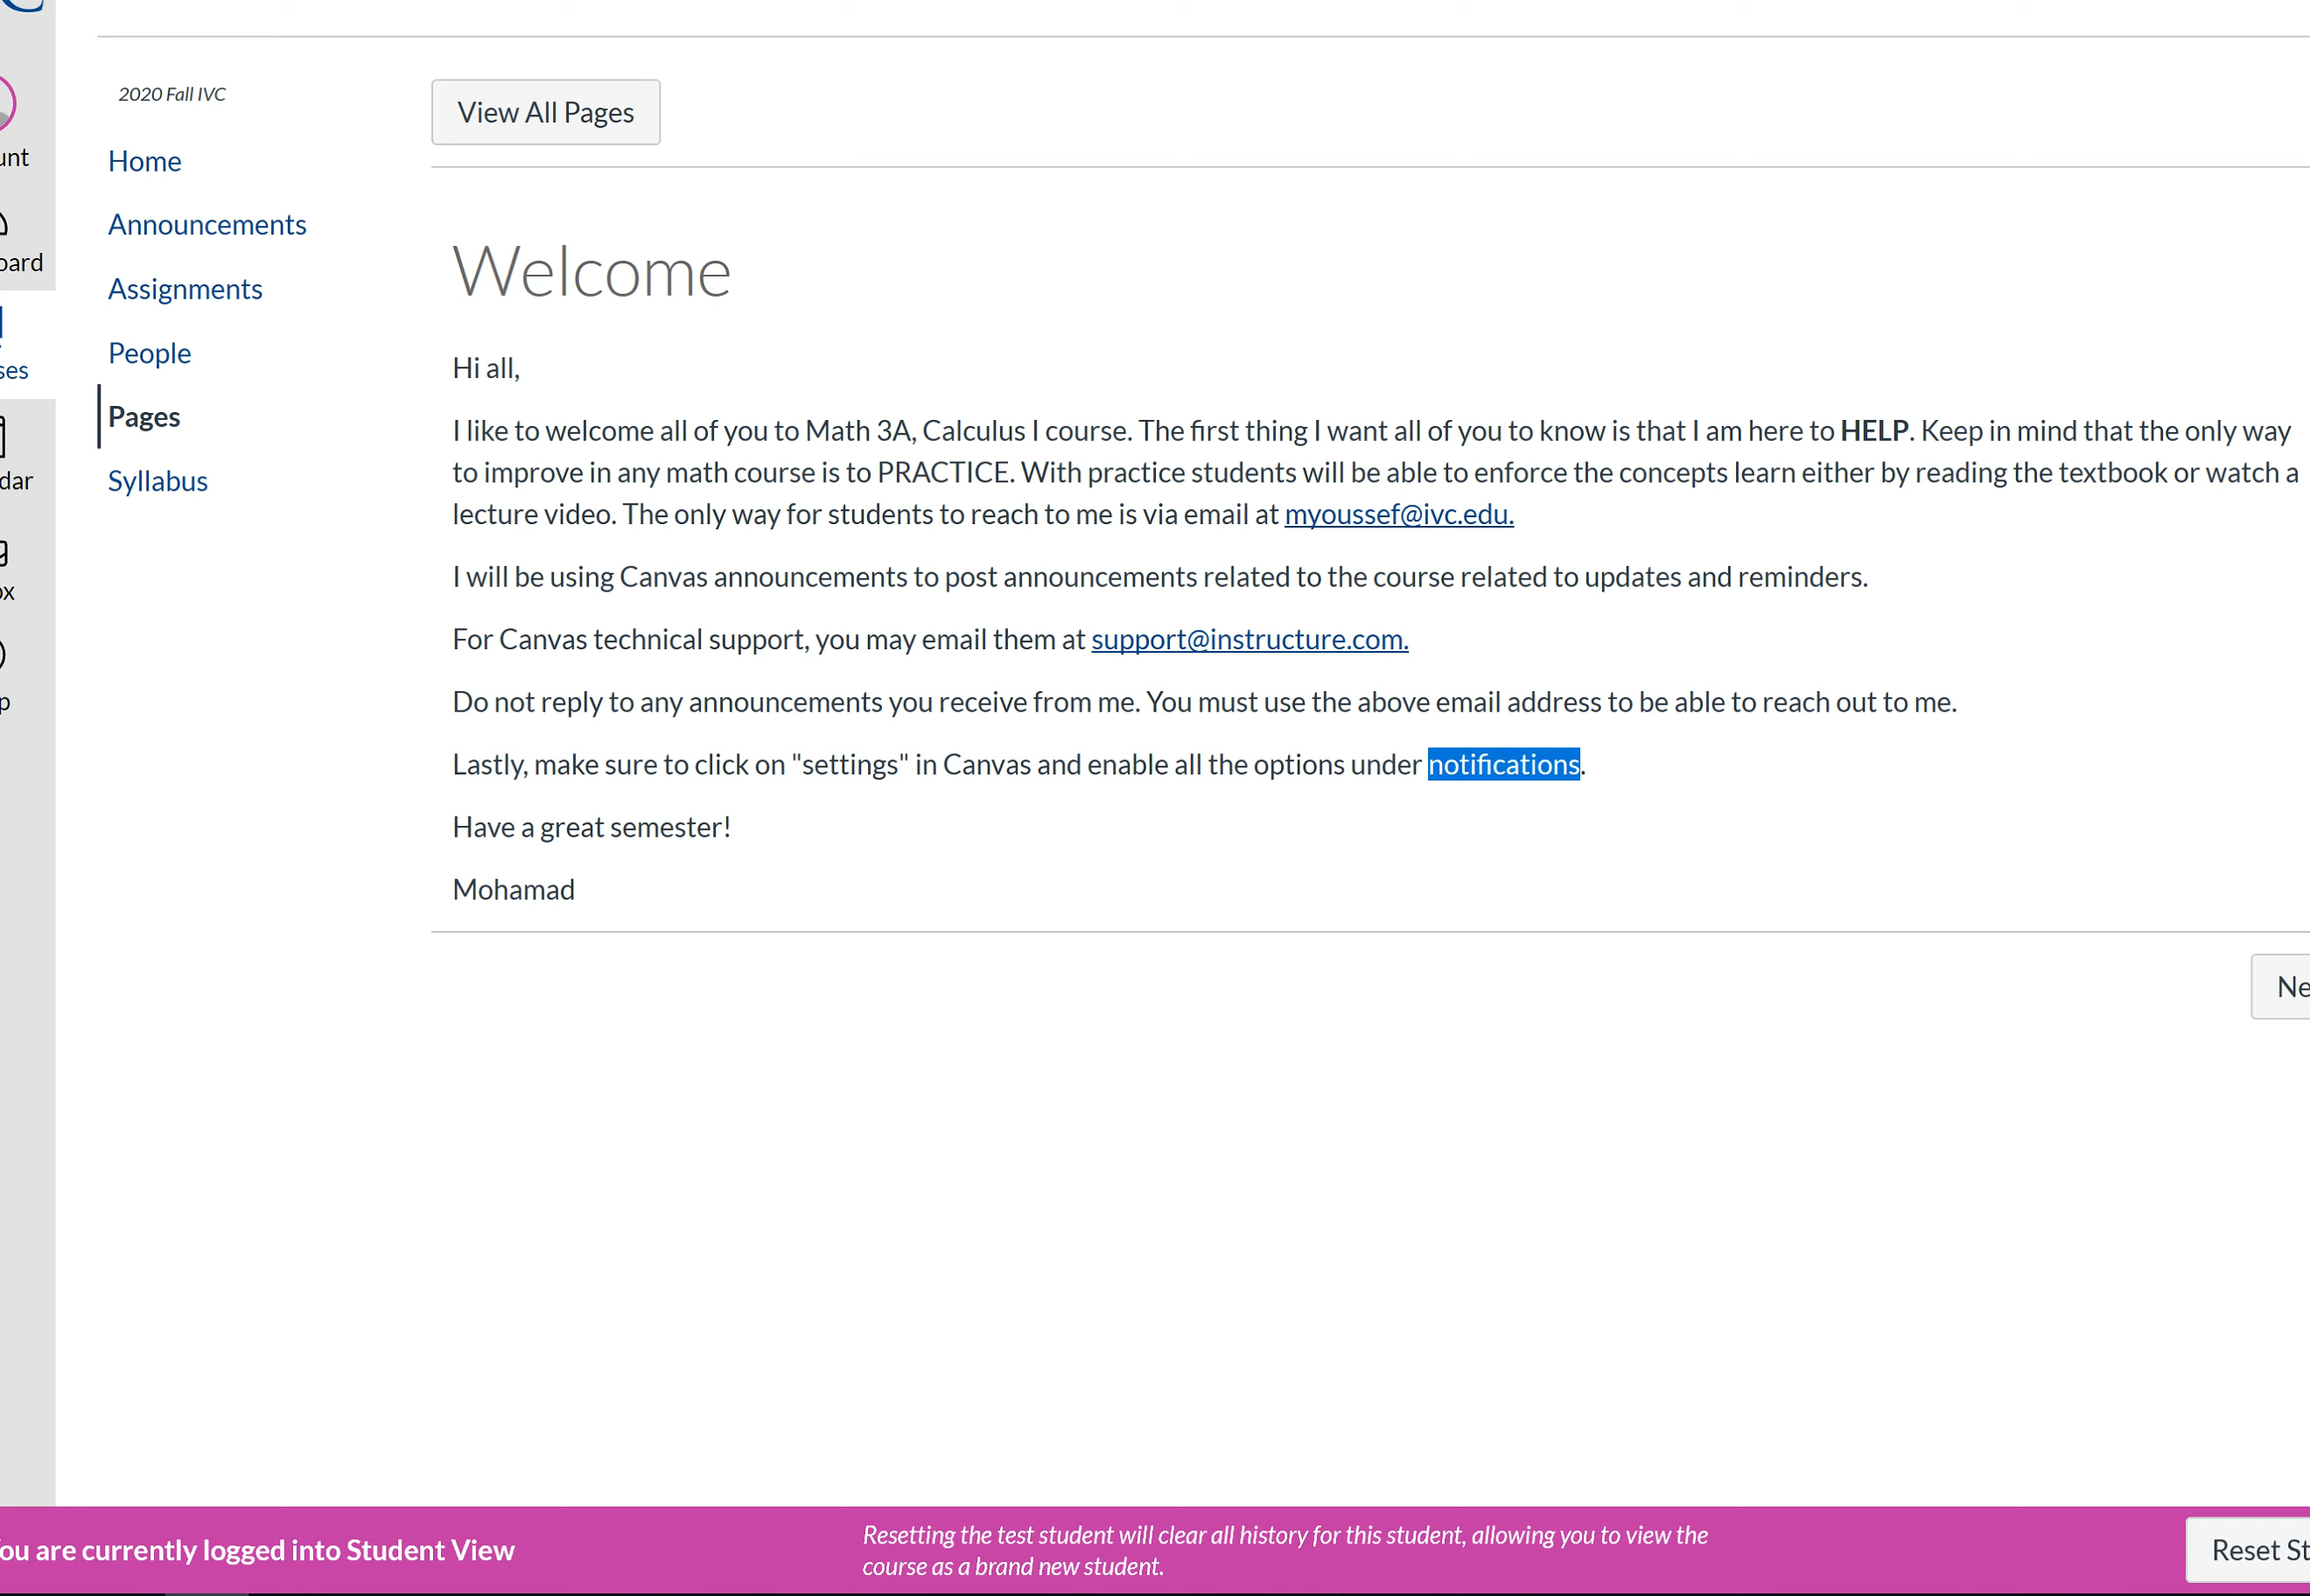 2020 Fall IVC
Home
Announcements
Assignments
People
Pages
Syllabus
View All Pages
Welcome
Hi all,
I like to welcome all of you to Math 3A, Calculus I course. The first thing I want all of you to know is that I am here to HELP. Keep in mind that the only way
to improve in any math course is to PRACTICE. With practice students will be able to enforce the concepts learn either by reading the textbook or watch a
lecture video. The only way for students to reach to me is via email at myoussef@ivc.edu.
I will be using Canvas announcements to post announcements related to the course related to updates and reminders.
For Canvas technical support, you may email them at support@instructure.com.
Do not reply to any announcements you receive from me. You must use the above email address to be able to reach out to me.
Lastly, make sure to click on "settings" in Canvas and enable all the options under notifications.
Have a great semester!
Mohamad
ou are currently logged into Student View
Resetting the test student will clear all history for this student, allowing you to view the
course as a brand new student.
Reset St